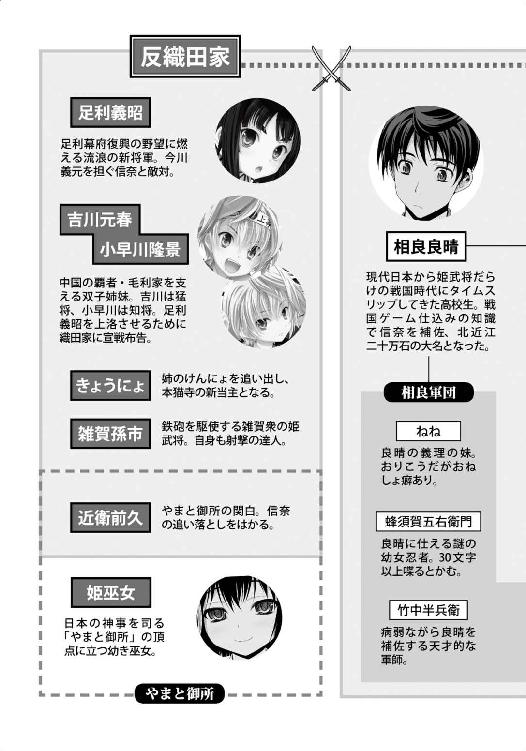 反織田家
足利義昭
足利幕府復興の野望に燃
える流浪の新将軍。今川
義元を担ぐ信奈と敵対。
吉川元春
小早川隆景
上等
中国の覇者・毛利家を支
える双子姉妹。吉川は猛
将、小早川は知将。足利
義昭を上洛させるために
織田家に宣戦布告。
きょうにょ
姉のけんにょを追い出し、
本猫寺の新当主となる。
雑賀孫市
鉄砲を駆使する雑賀衆の姫
武将。自身も射撃の達人。
近衛前久
やまと御所の関白。信奈
の追い落としをはかる。
姫巫女
日本の神事を司る
「やまと御所」の頂
点に立つ幼き巫女。
やまと御所
相良良晴
現代日本から姫武将だら
けの戦国時代にタイムス
リップしてきた高校生。戦
国ゲーム仕込みの知識
で信奈を補佐、北近江
二十万石の大名となった。
相良軍団
ねね
良晴の義理の妹。
おりこうだがおね
しょ癖あり。
蜂須賀五右衛門
良晴に仕える謎の
幼女忍者。30文字
以上喋るとかむ。
竹中半兵衛
病弱ながら良晴を
補佐する天才的な
軍師。